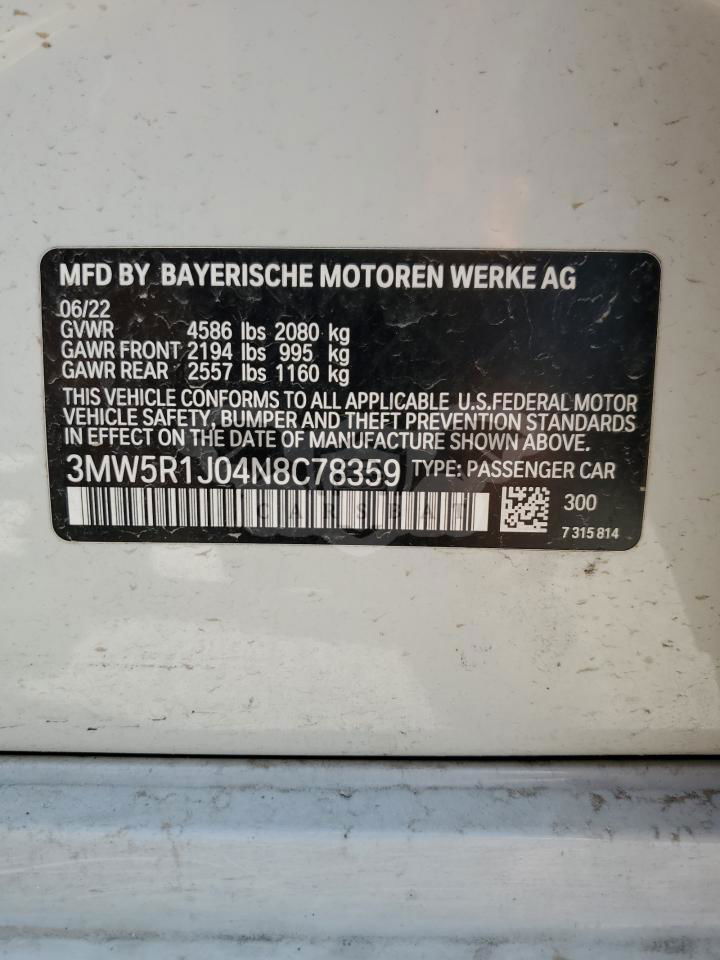 MFD BY BAYERISCHE MOTOREN WERKE AG
06/22
GVWR 4586 lbs 2080 kg
GAWR FRONT 2194 lbs 995 kg
GAWR REAR 2557 lbs 1160 kg
THIS VEHICLE CONFORMS TO ALL APPLICABLE U.S.FEDERAL MOTOR
VEHICLE SAFETY, BUMPER AND THEFT PREVENTION STANDARDS
IN EFFECT ON THE DATE OF MANUFACTURE SHOWN ABOVE.
3MW5R1J04N8C78359 TYPE: PASSENGER CAR
300
CARSBAT
7 315 814